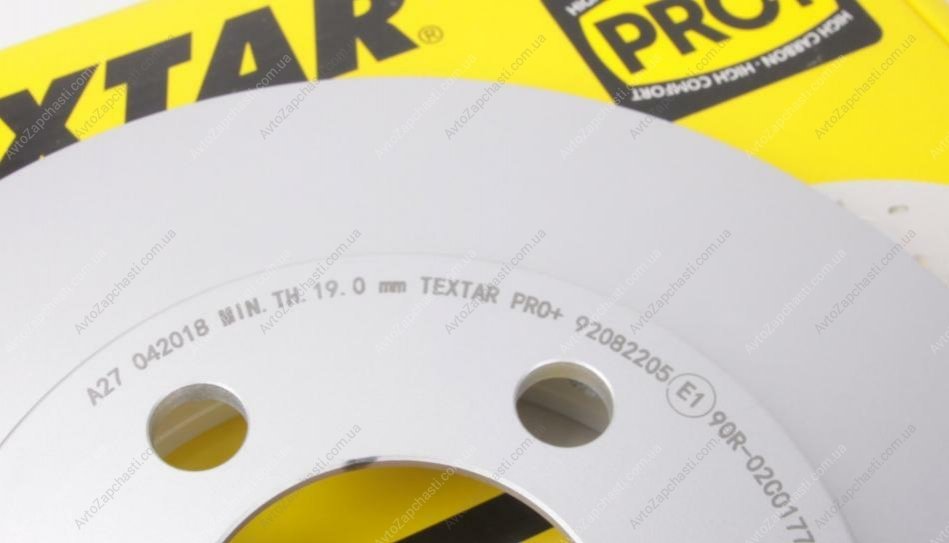 XTAR®
PRO+
HIGH CARBON · HIGH COMFORT
A27 042018 MIN. TH. 19.0 mm TEXTAR PRO+ 92082205 E1 90R-02C0177
AvtoZapchasti.com.ua